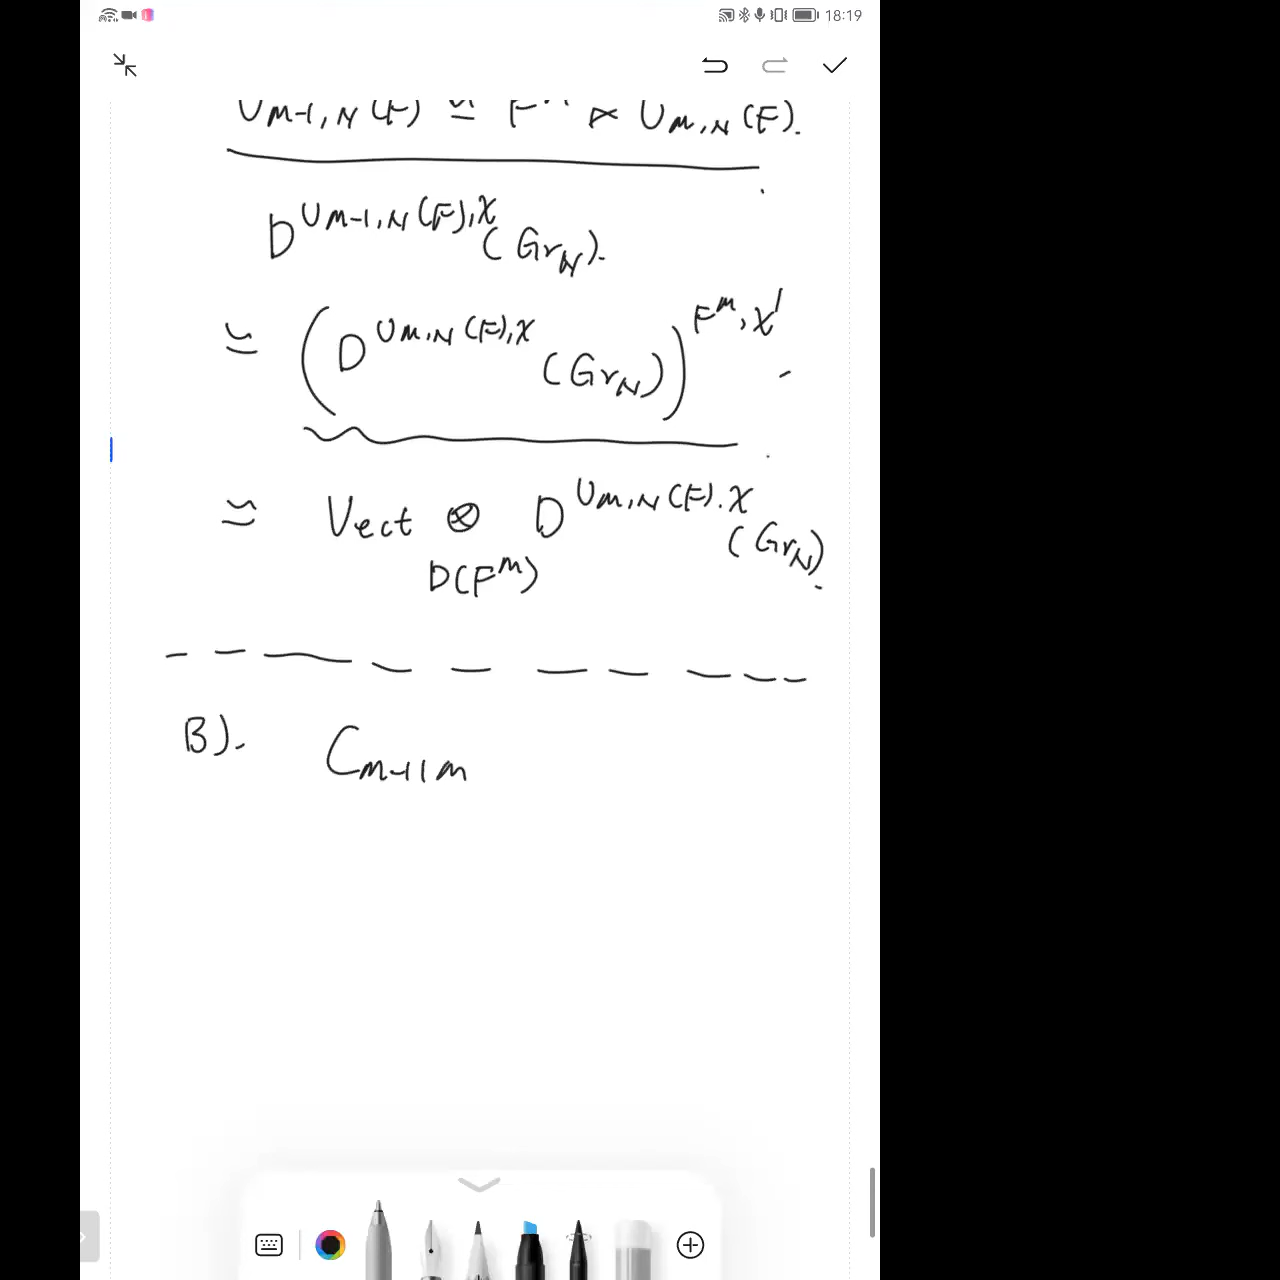 18:19
U_{M-1,N}(F) ≃ F^M ⋉ U_{M,N}(F).
D^{U_{M-1,N}(F),χ}(Gr_N).
≃ (D^{U_{M,N}(F),χ}(Gr_N))^{F^M,χ'}.
≃ Vect ⊗_{D(F^M)} D^{U_{M,N}(F).χ}(Gr_N).
B). C_{M-1|M}